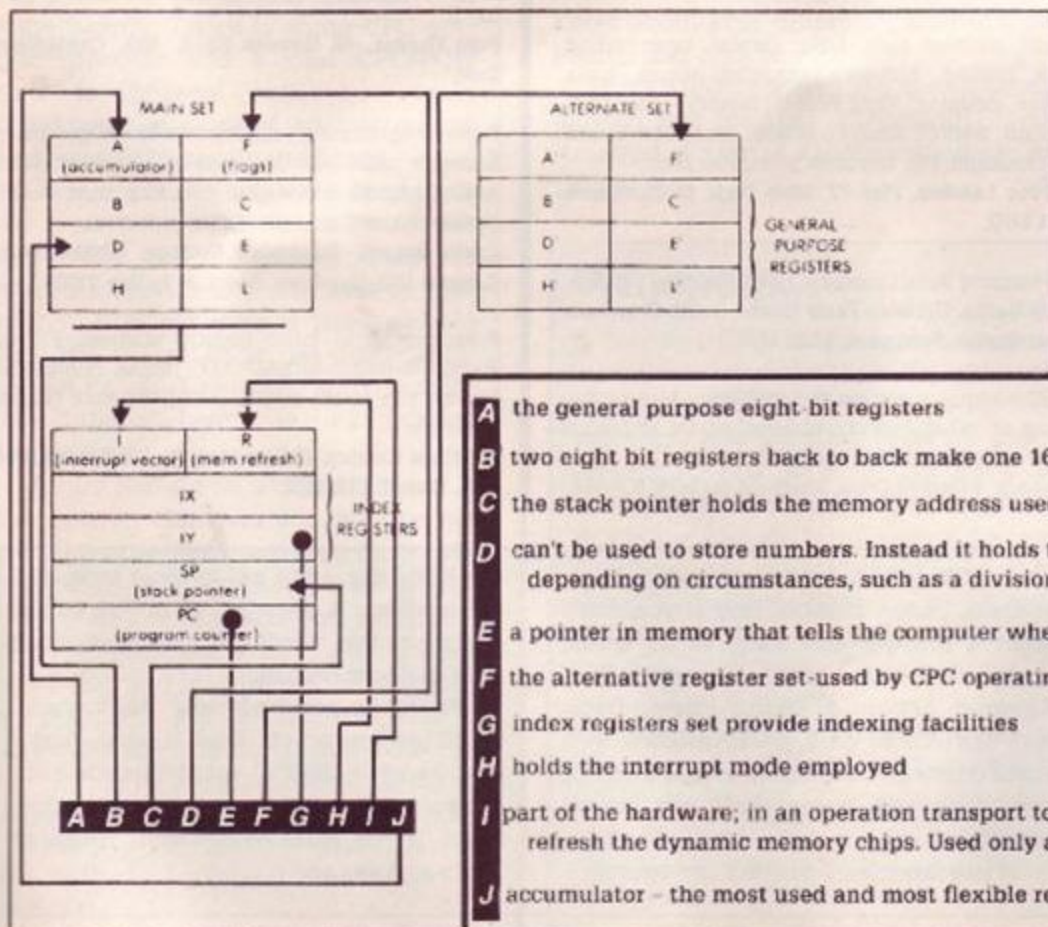 MAIN SET
A
(accumulator)
F
(flags)
B C
D E
H L
ALTERNATE SET
A' F'
B' C'
D' E'
H' L'
GENERAL
PURPOSE
REGISTERS
I
(interrupt vector)
R
(mem refresh)
IX
IY
INDEX
REGISTERS
SP
(stack pointer)
PC
(program counter)
A B C D E F G H I J
A the general purpose eight-bit registers
B two eight bit registers back to back make one 16
C the stack pointer holds the memory address use
D can't be used to store numbers. Instead it holds
depending on circumstances, such as a division
E a pointer in memory that tells the computer whe
F the alternative register set-used by CPC operatin
G index registers set provide indexing facilities
H holds the interrupt mode employed
I part of the hardware; in an operation transport to
refresh the dynamic memory chips. Used only a
J accumulator – the most used and most flexible re